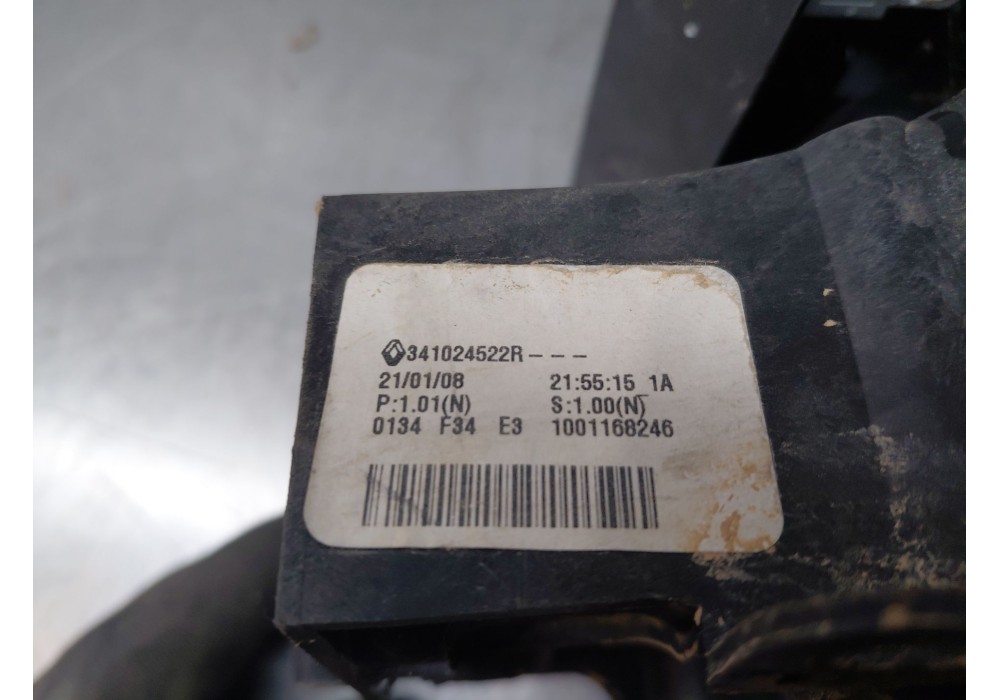 341024522R---
21/01/08 21:55:15 1A
P:1.01(N) S:1.00(N)
0134 F34 E3 1001168246